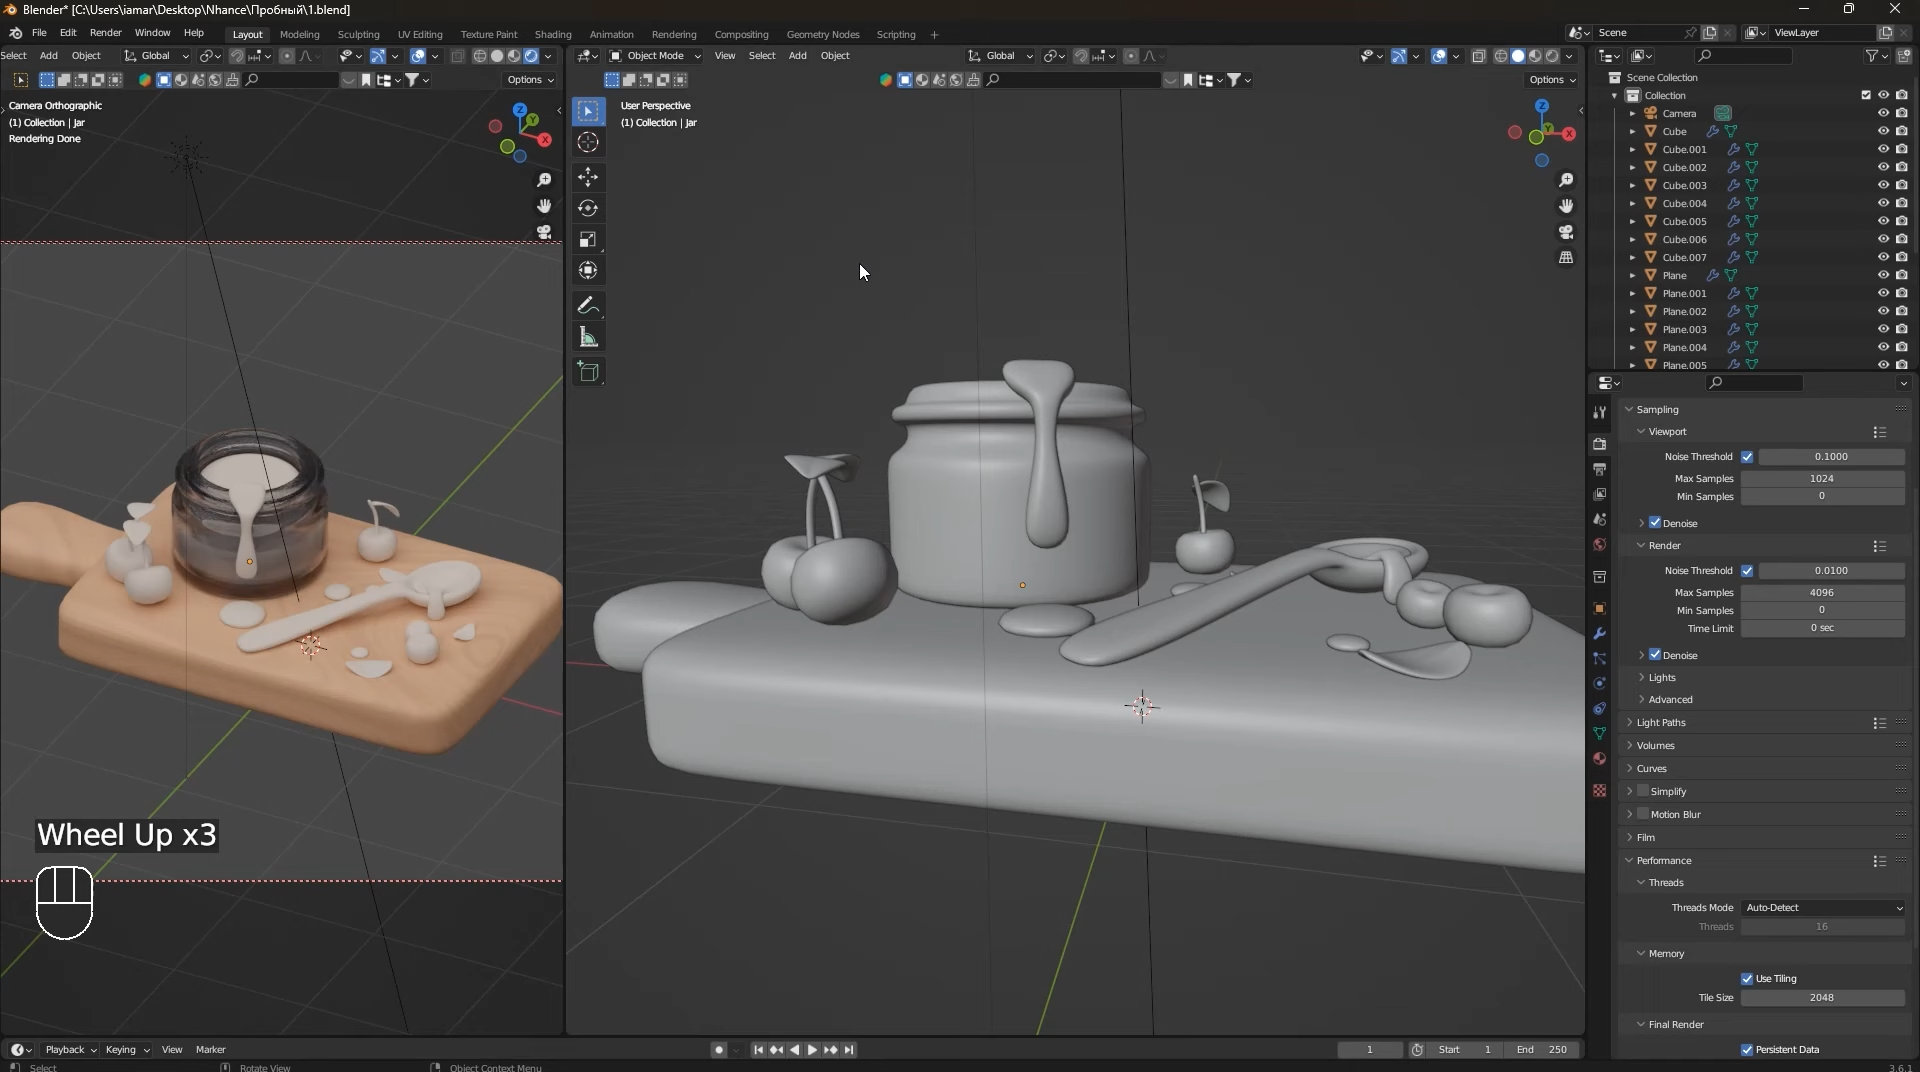 Blender* [C:\Users\iamar\Desktop\Nhance\Пробный\1.blend]
File Edit Render Window Help Layout Modeling Sculpting UV Editing Texture Paint Shading Animation Rendering Compositing Geometry Nodes Scripting + Scene ViewLayer
Select Add Object Global Object Mode View Select Add Object Global
Options Options
Camera Orthographic
(1) Collection | Jar
Rendering Done
Z
Y
X
User Perspective
(1) Collection | Jar
Z
Y
X
Scene Collection
Collection
Camera
Cube
Cube.001
Cube.002
Cube.003
Cube.004
Cube.005
Cube.006
Cube.007
Plane
Plane.001
Plane.002
Plane.003
Plane.004
Plane.005
Sampling
Viewport
Noise Threshold 0.1000
Max Samples 1024
Min Samples 0
Denoise
Render
Noise Threshold 0.0100
Max Samples 4096
Min Samples 0
Time Limit 0 sec
Denoise
Lights
Advanced
Light Paths
Volumes
Curves
Simplify
Motion Blur
Film
Performance
Threads
Threads Mode Auto-Detect
Threads 16
Memory
Use Tiling
Tile Size 2048
Final Render
Persistent Data
Wheel Up x3
Playback Keying View Marker 1 Start 1 End 250
Select Rotate View Object Context Menu 3.6.1